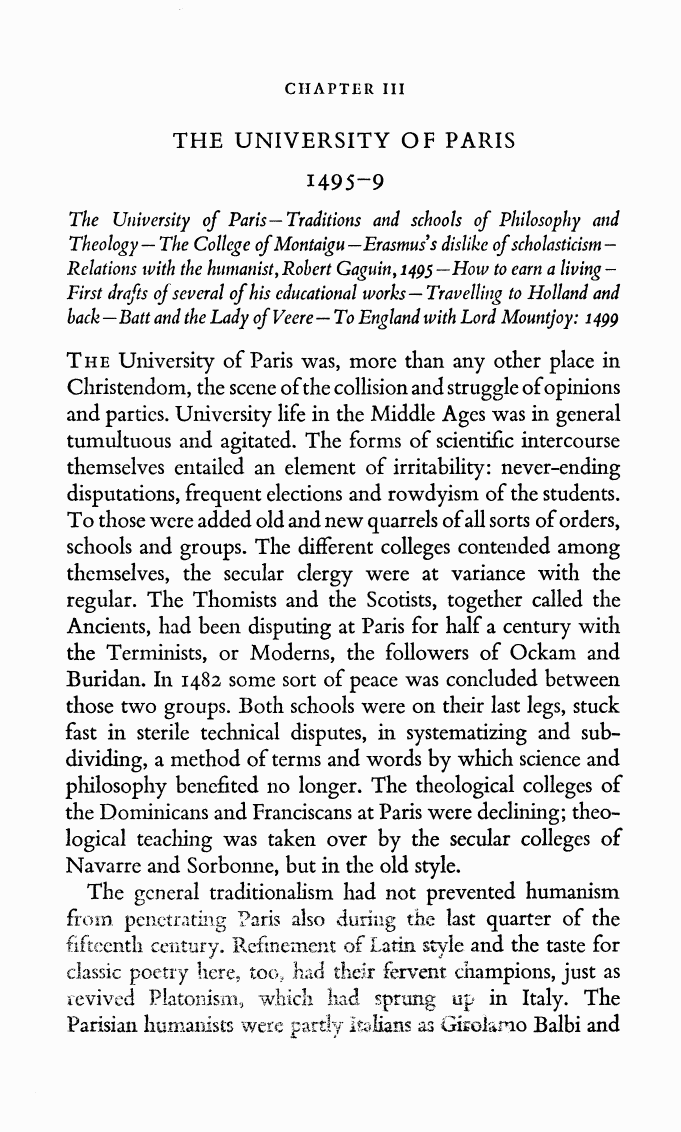 CHAPTER III
THE UNIVERSITY OF PARIS
1495–9
The University of Paris — Traditions and schools of Philosophy and
Theology — The College of Montaigu — Erasmus's dislike of scholasticism —
Relations with the humanist, Robert Gaguin, 1495 — How to earn a living —
First drafts of several of his educational works — Travelling to Holland and
back — Batt and the Lady of Veere — To England with Lord Mountjoy: 1499
THE University of Paris was, more than any other place in
Christendom, the scene of the collision and struggle of opinions
and parties. University life in the Middle Ages was in general
tumultuous and agitated. The forms of scientific intercourse
themselves entailed an element of irritability: never-ending
disputations, frequent elections and rowdyism of the students.
To those were added old and new quarrels of all sorts of orders,
schools and groups. The different colleges contended among
themselves, the secular clergy were at variance with the
regular. The Thomists and the Scotists, together called the
Ancients, had been disputing at Paris for half a century with
the Terminists, or Moderns, the followers of Ockam and
Buridan. In 1482 some sort of peace was concluded between
those two groups. Both schools were on their last legs, stuck
fast in sterile technical disputes, in systematizing and sub-
dividing, a method of terms and words by which science and
philosophy benefited no longer. The theological colleges of
the Dominicans and Franciscans at Paris were declining; theo-
logical teaching was taken over by the secular colleges of
Navarre and Sorbonne, but in the old style.
The general traditionalism had not prevented humanism
from penetrating Paris also during the last quarter of the
fifteenth century. Refinement of Latin style and the taste for
classic poetry here, too, had their fervent champions, just as
revived Platonism, which had sprung up in Italy. The
Parisian humanists were partly Italians as Girolamo Balbi and